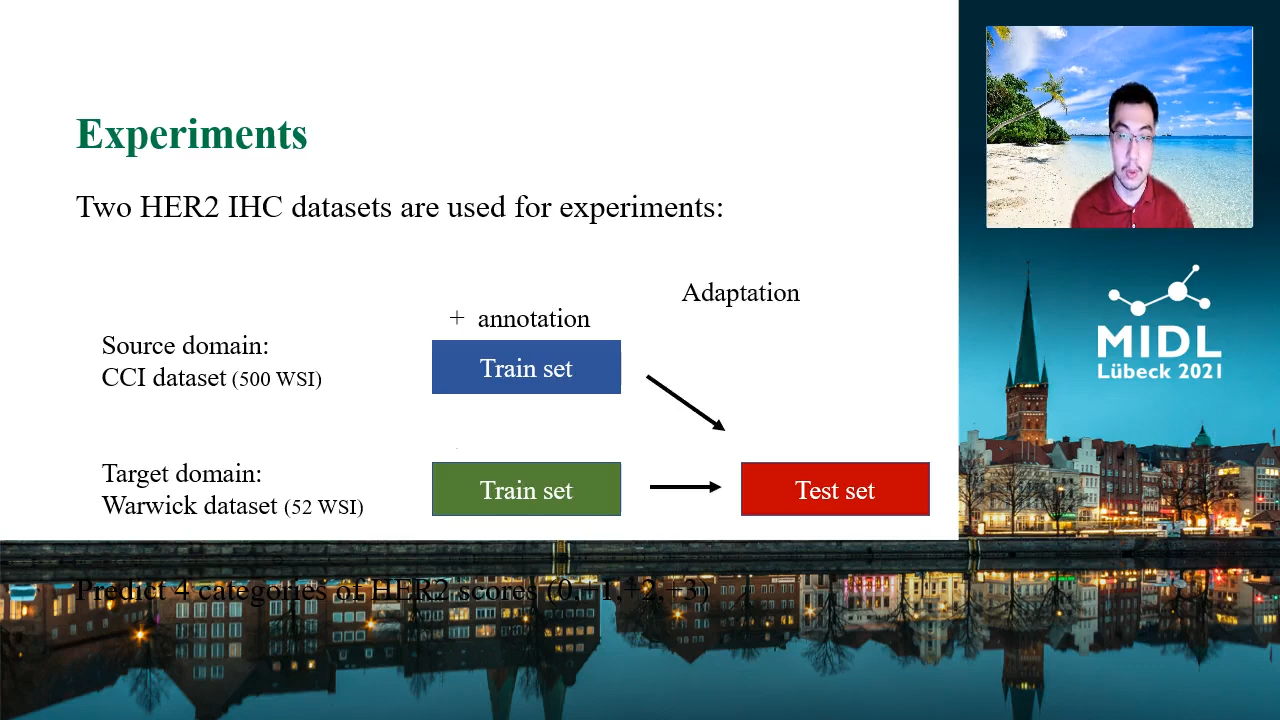 Experiments
Two HER2 IHC datasets are used for experiments:
Adaptation
+ annotation
Source domain:
CCI dataset (500 WSI)
Train set
Target domain:
Warwick dataset (52 WSI)
Train set
Test set
Predict 4 categories of HER2 scores (0,+1,+2,+3)
MIDL
Lübeck 2021